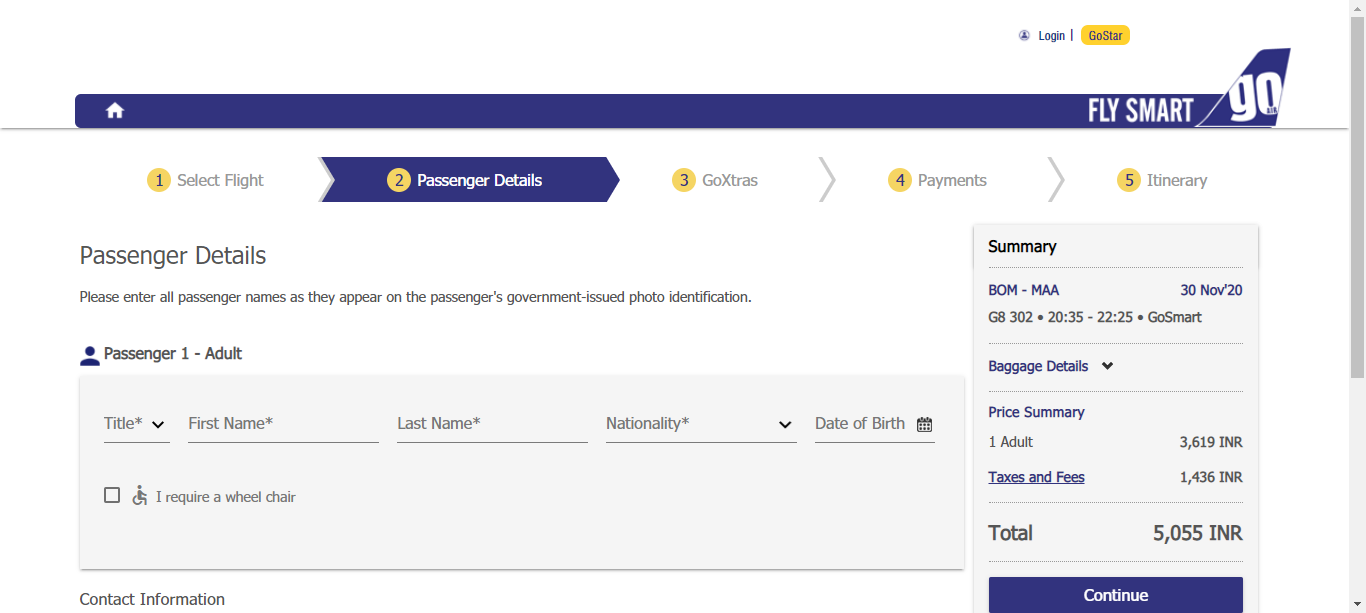 Login | GoStar
FLY SMART go AIR
1 Select Flight
2 Passenger Details
3 GoXtras
4 Payments
5 Itinerary
Passenger Details
Please enter all passenger names as they appear on the passenger's government-issued photo identification.
Passenger 1 - Adult
Title* First Name* Last Name* Nationality* Date of Birth
I require a wheel chair
Contact Information
Summary
BOM - MAA 30 Nov'20
G8 302 • 20:35 - 22:25 • GoSmart
Baggage Details
Price Summary
1 Adult 3,619 INR
Taxes and Fees 1,436 INR
Total 5,055 INR
Continue